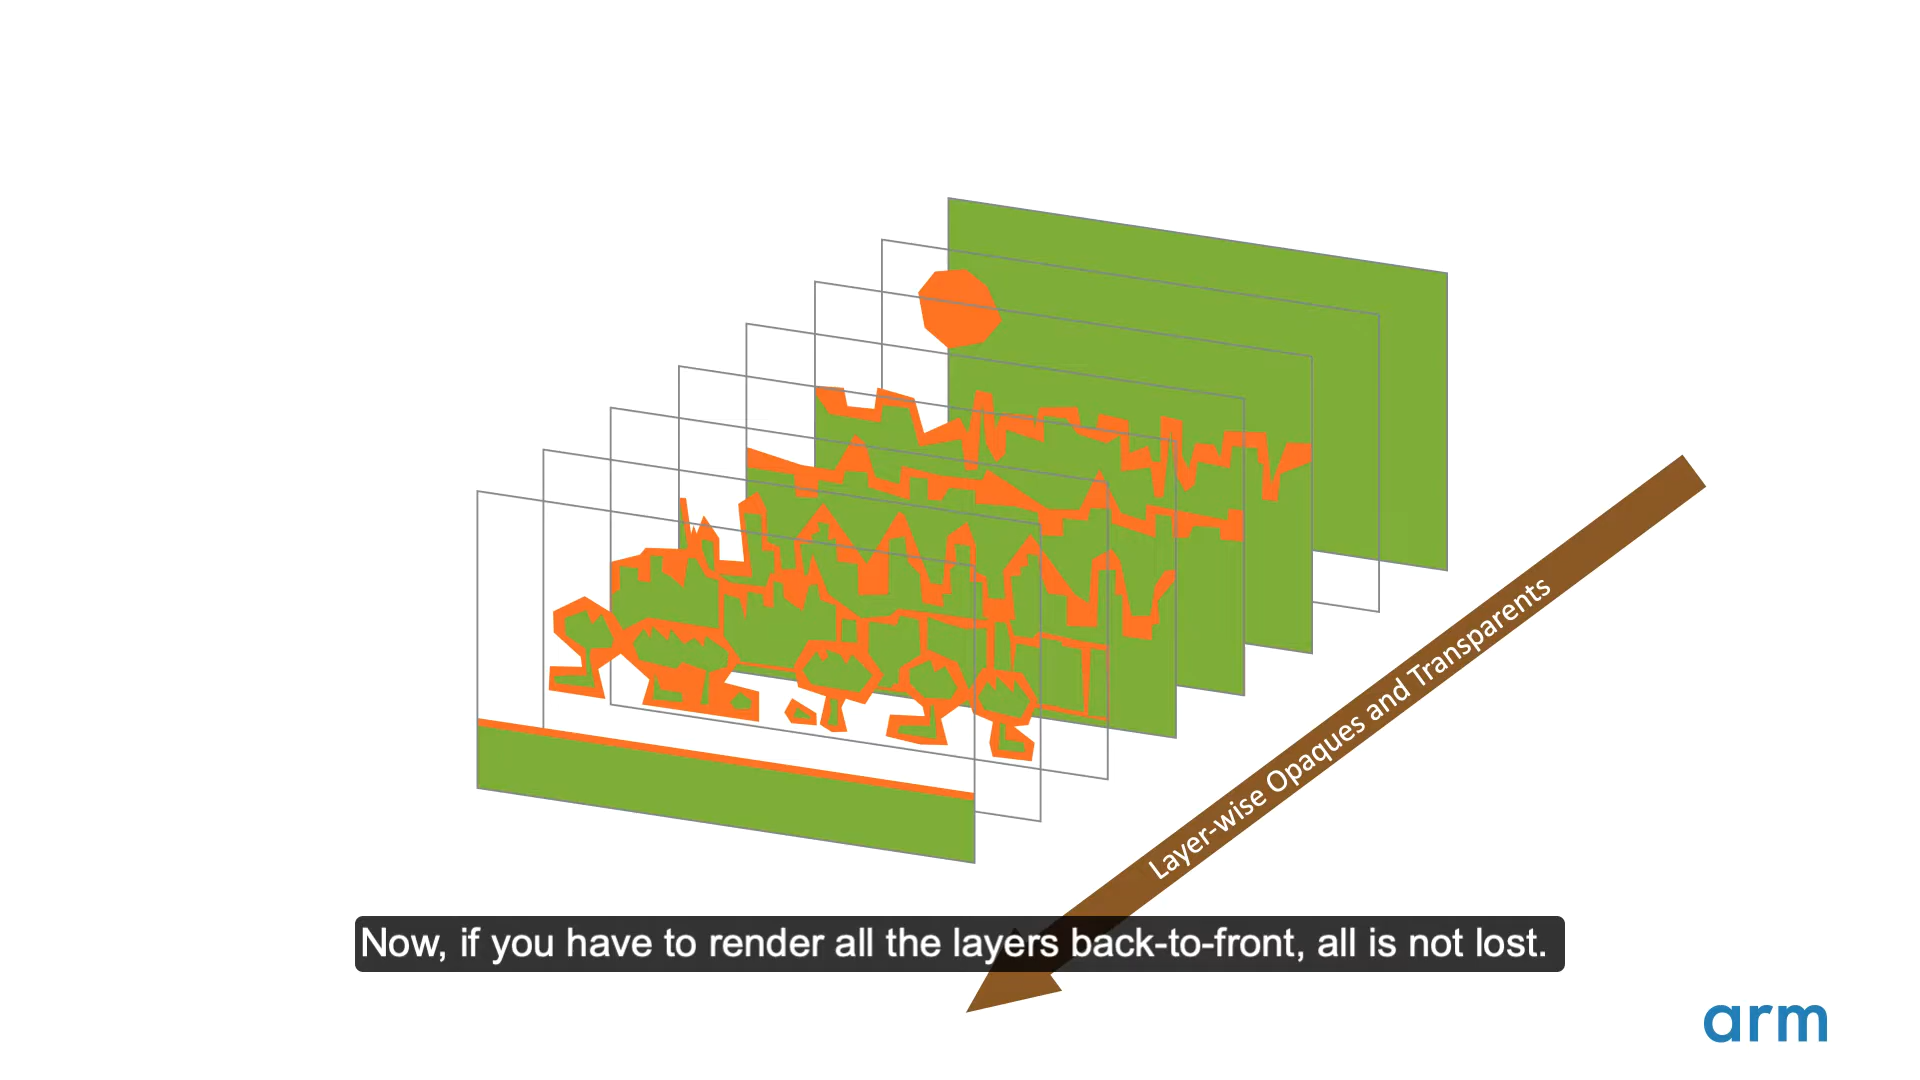 Layer-wise Opaques and Transparents
Now, if you have to render all the layers back-to-front, all is not lost.
arm